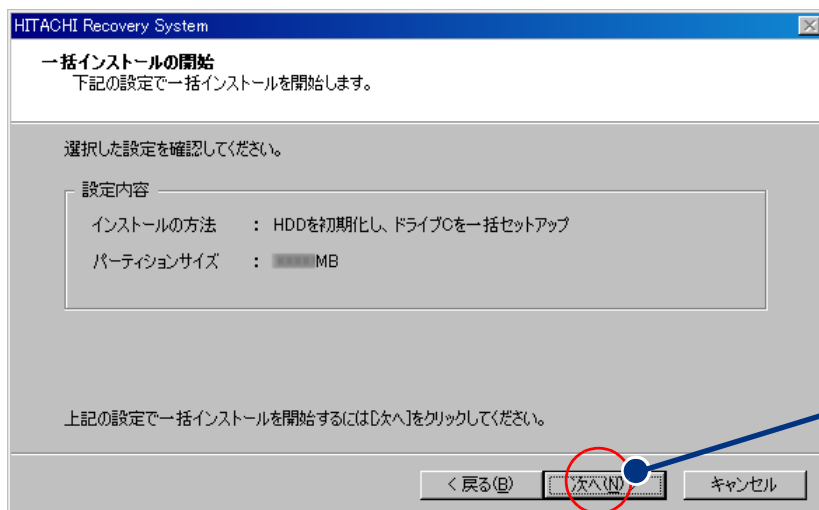 HITACHI Recovery System
一括インストールの開始
下記の設定で一括インストールを開始します。
選択した設定を確認してください。
設定内容
インストールの方法 : HDDを初期化し、ドライブCを一括セットアップ
パーティションサイズ : MB
上記の設定で一括インストールを開始するには[次へ]をクリックしてください。
< 戻る(B) 次へ(N) キャンセル